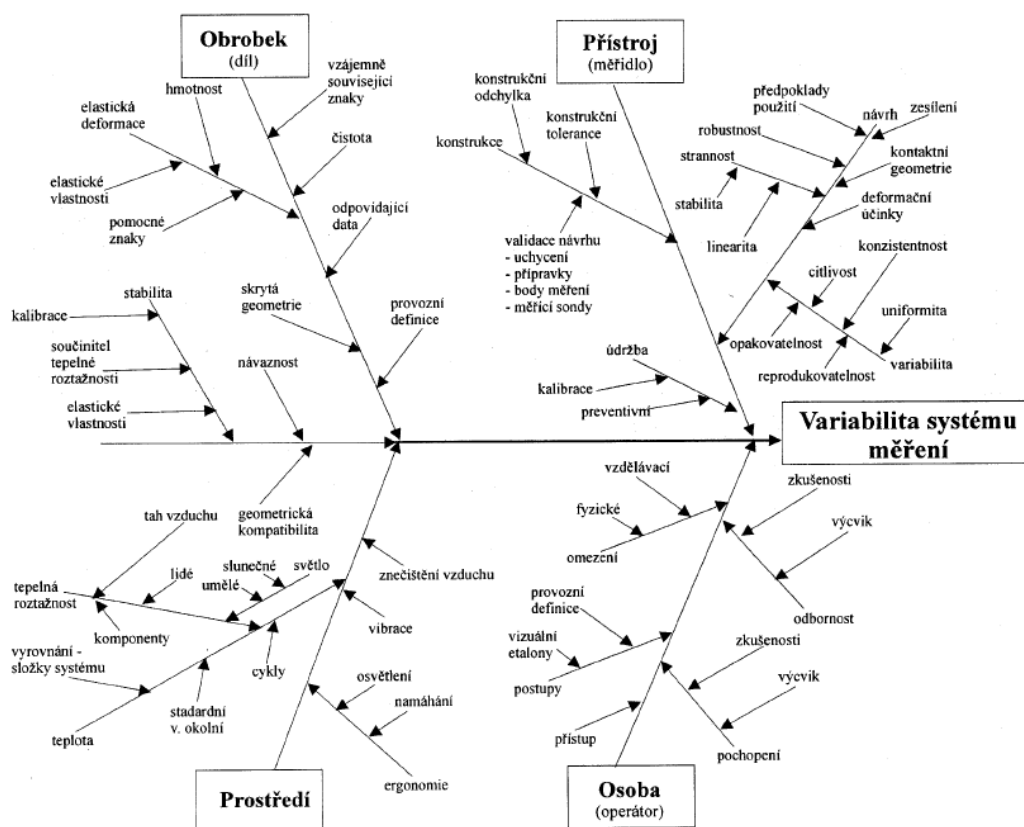 Obrobek
(díl)
Přístroj
(měřidlo)
vzájemně
související
znaky
hmotnost
elastická
deformace
čistota
elastické
vlastnosti
pomocné
znaky
odpovídající
data
konstrukční
odchylka
konstrukční
tolerance
konstrukce
validace návrhu
- uchycení
- přípravky
- body měření
- měřící sondy
předpoklady
použití
návrh
zesílení
robustnost
strannost
kontaktní
geometrie
stabilita
linearita
deformační
účinky
konzistentnost
citlivost
uniformita
opakovatelnost
reprodukovatelnost
variabilita
stabilita
kalibrace
součinitel
tepelné
roztažnosti
elastické
vlastnosti
skrytá
geometrie
návaznost
provozní
definice
údržba
kalibrace
preventivní
Variabilita systému
měření
geometrická
kompatibilita
tah vzduchu
slunečné
světlo
umělé
lidé
tepelná
roztažnost
komponenty
znečištění vzduchu
vibrace
vyrovnání -
složky systému
cykly
stadardní
v. okolní
teplota
osvětlení
namáhání
ergonomie
vzdělávací
fyzické
omezení
zkušenosti
výcvik
odbornost
provozní
definice
vizuální
etalony
postupy
zkušenosti
výcvik
přístup
pochopení
Prostředí
Osoba
(operátor)